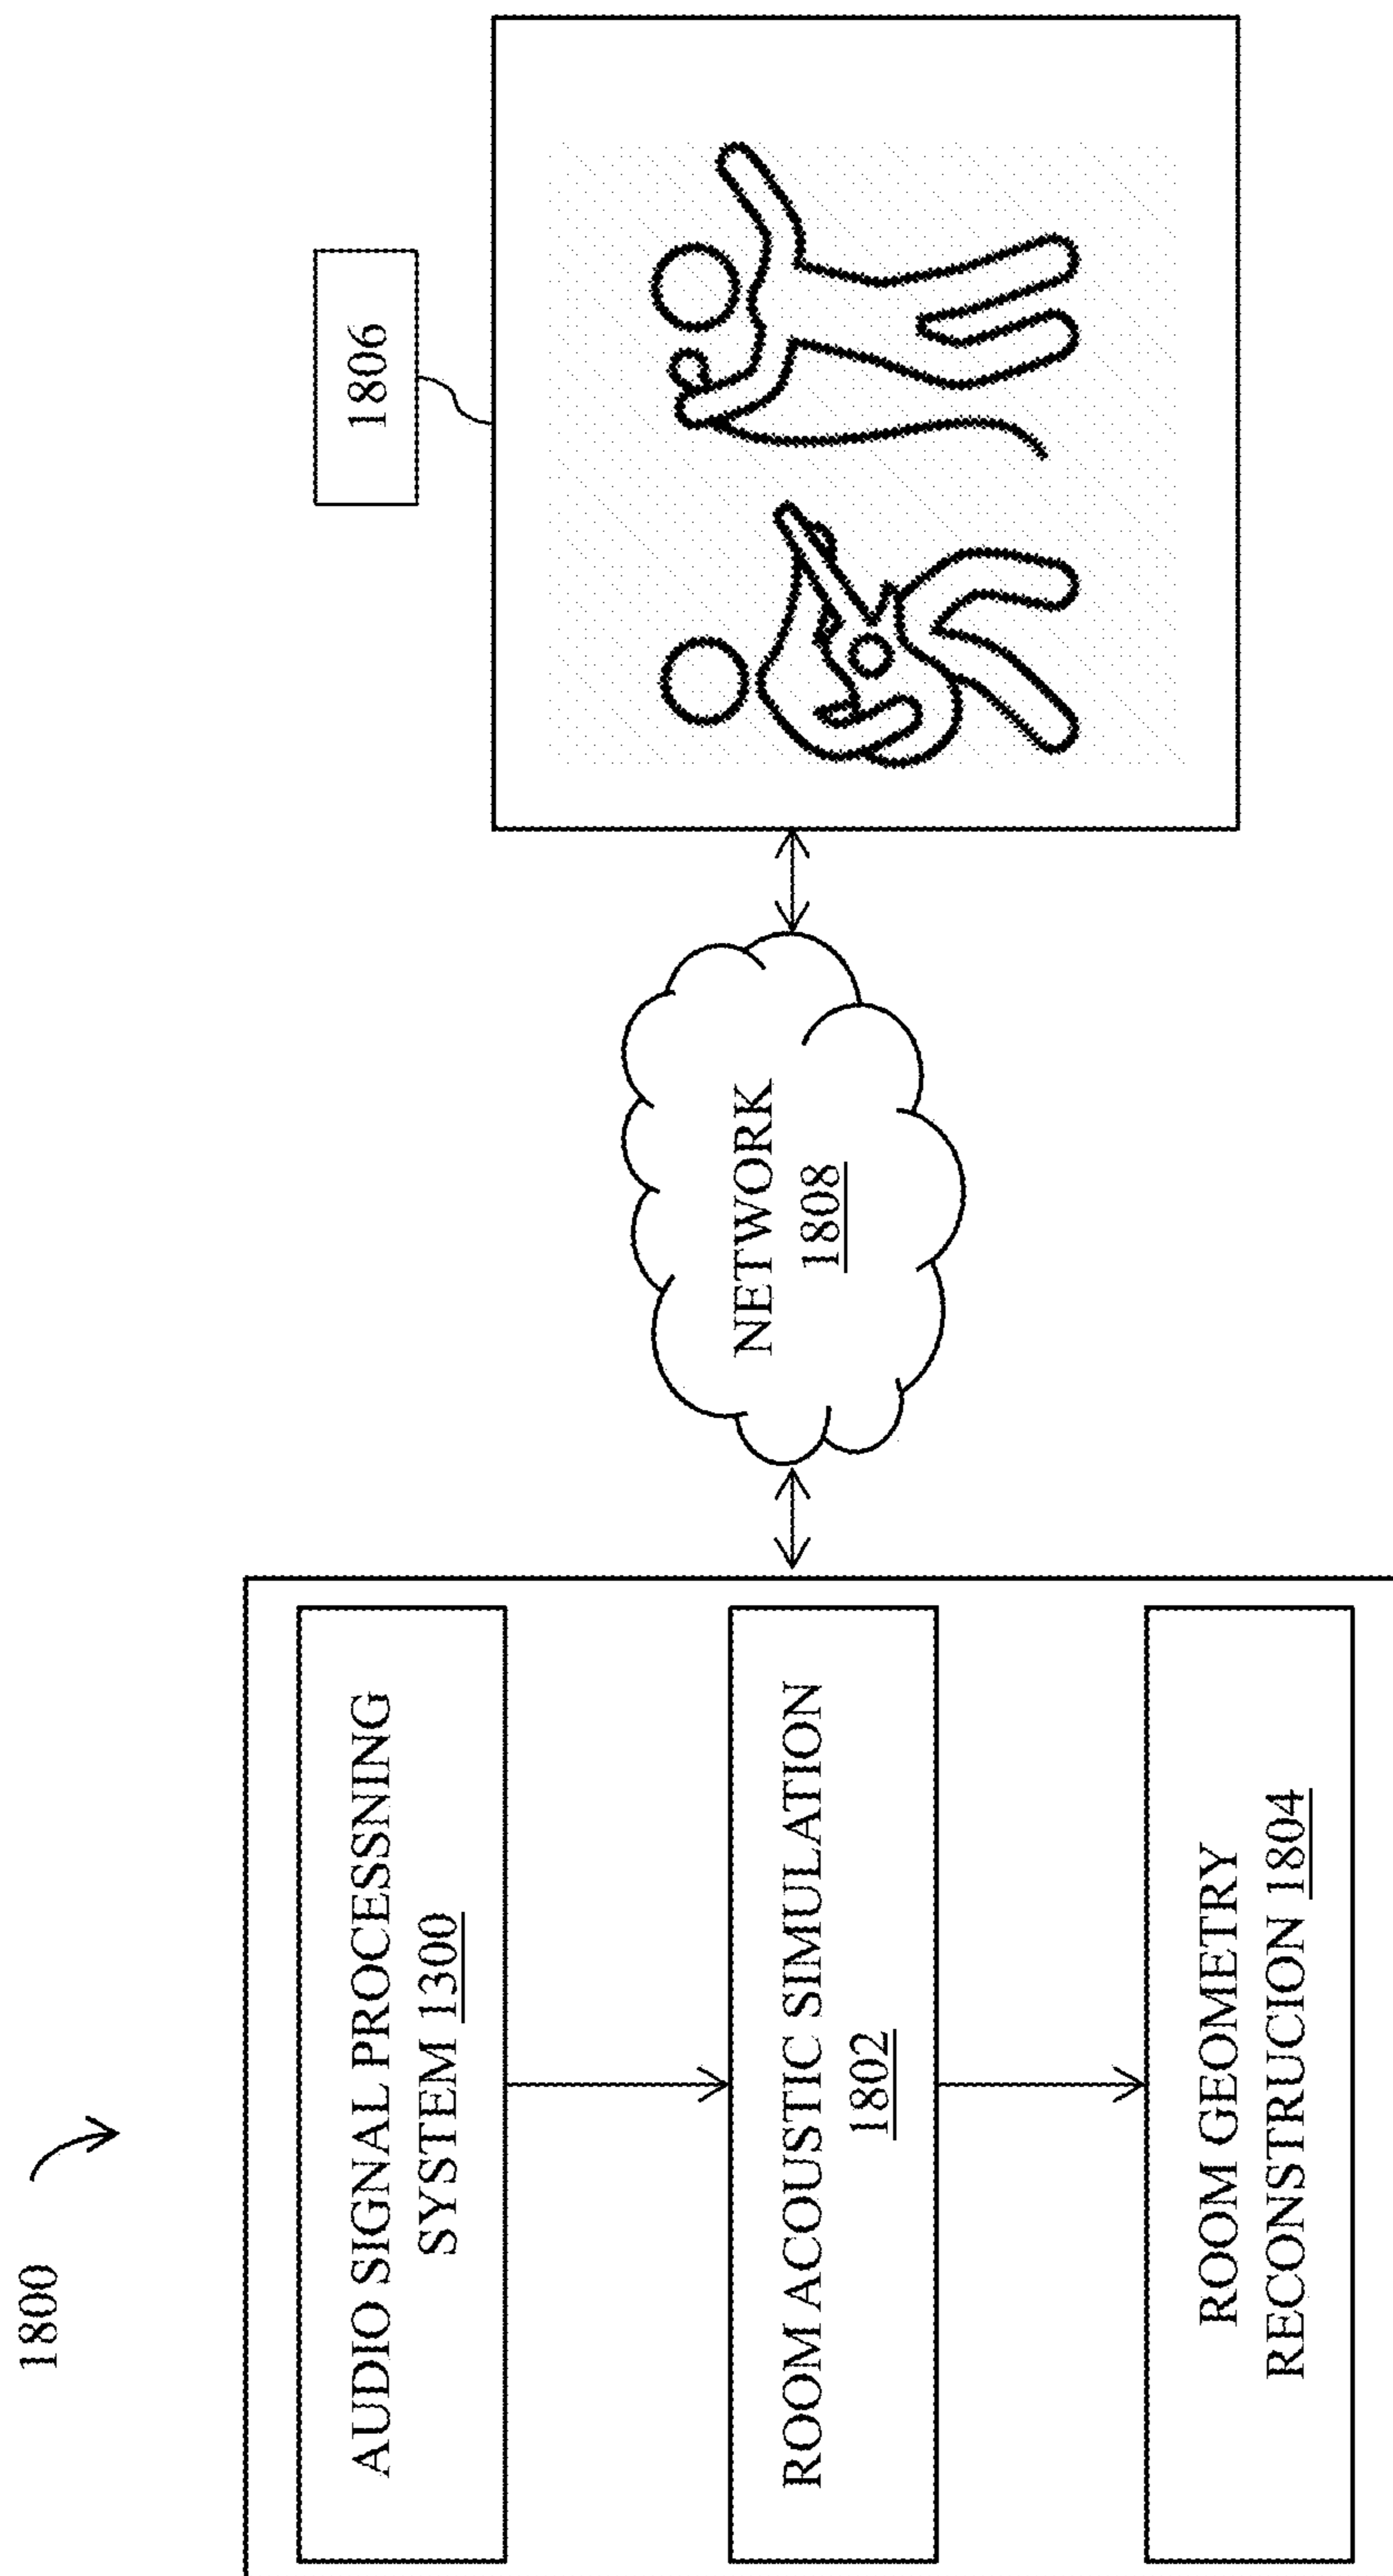 1800
AUDIO SIGNAL PROCESSNING
SYSTEM 1300
ROOM ACOUSTIC SIMULATION
1802
ROOM GEOMETRY
RECONSTRUCION 1804
NETWORK
1808
1806